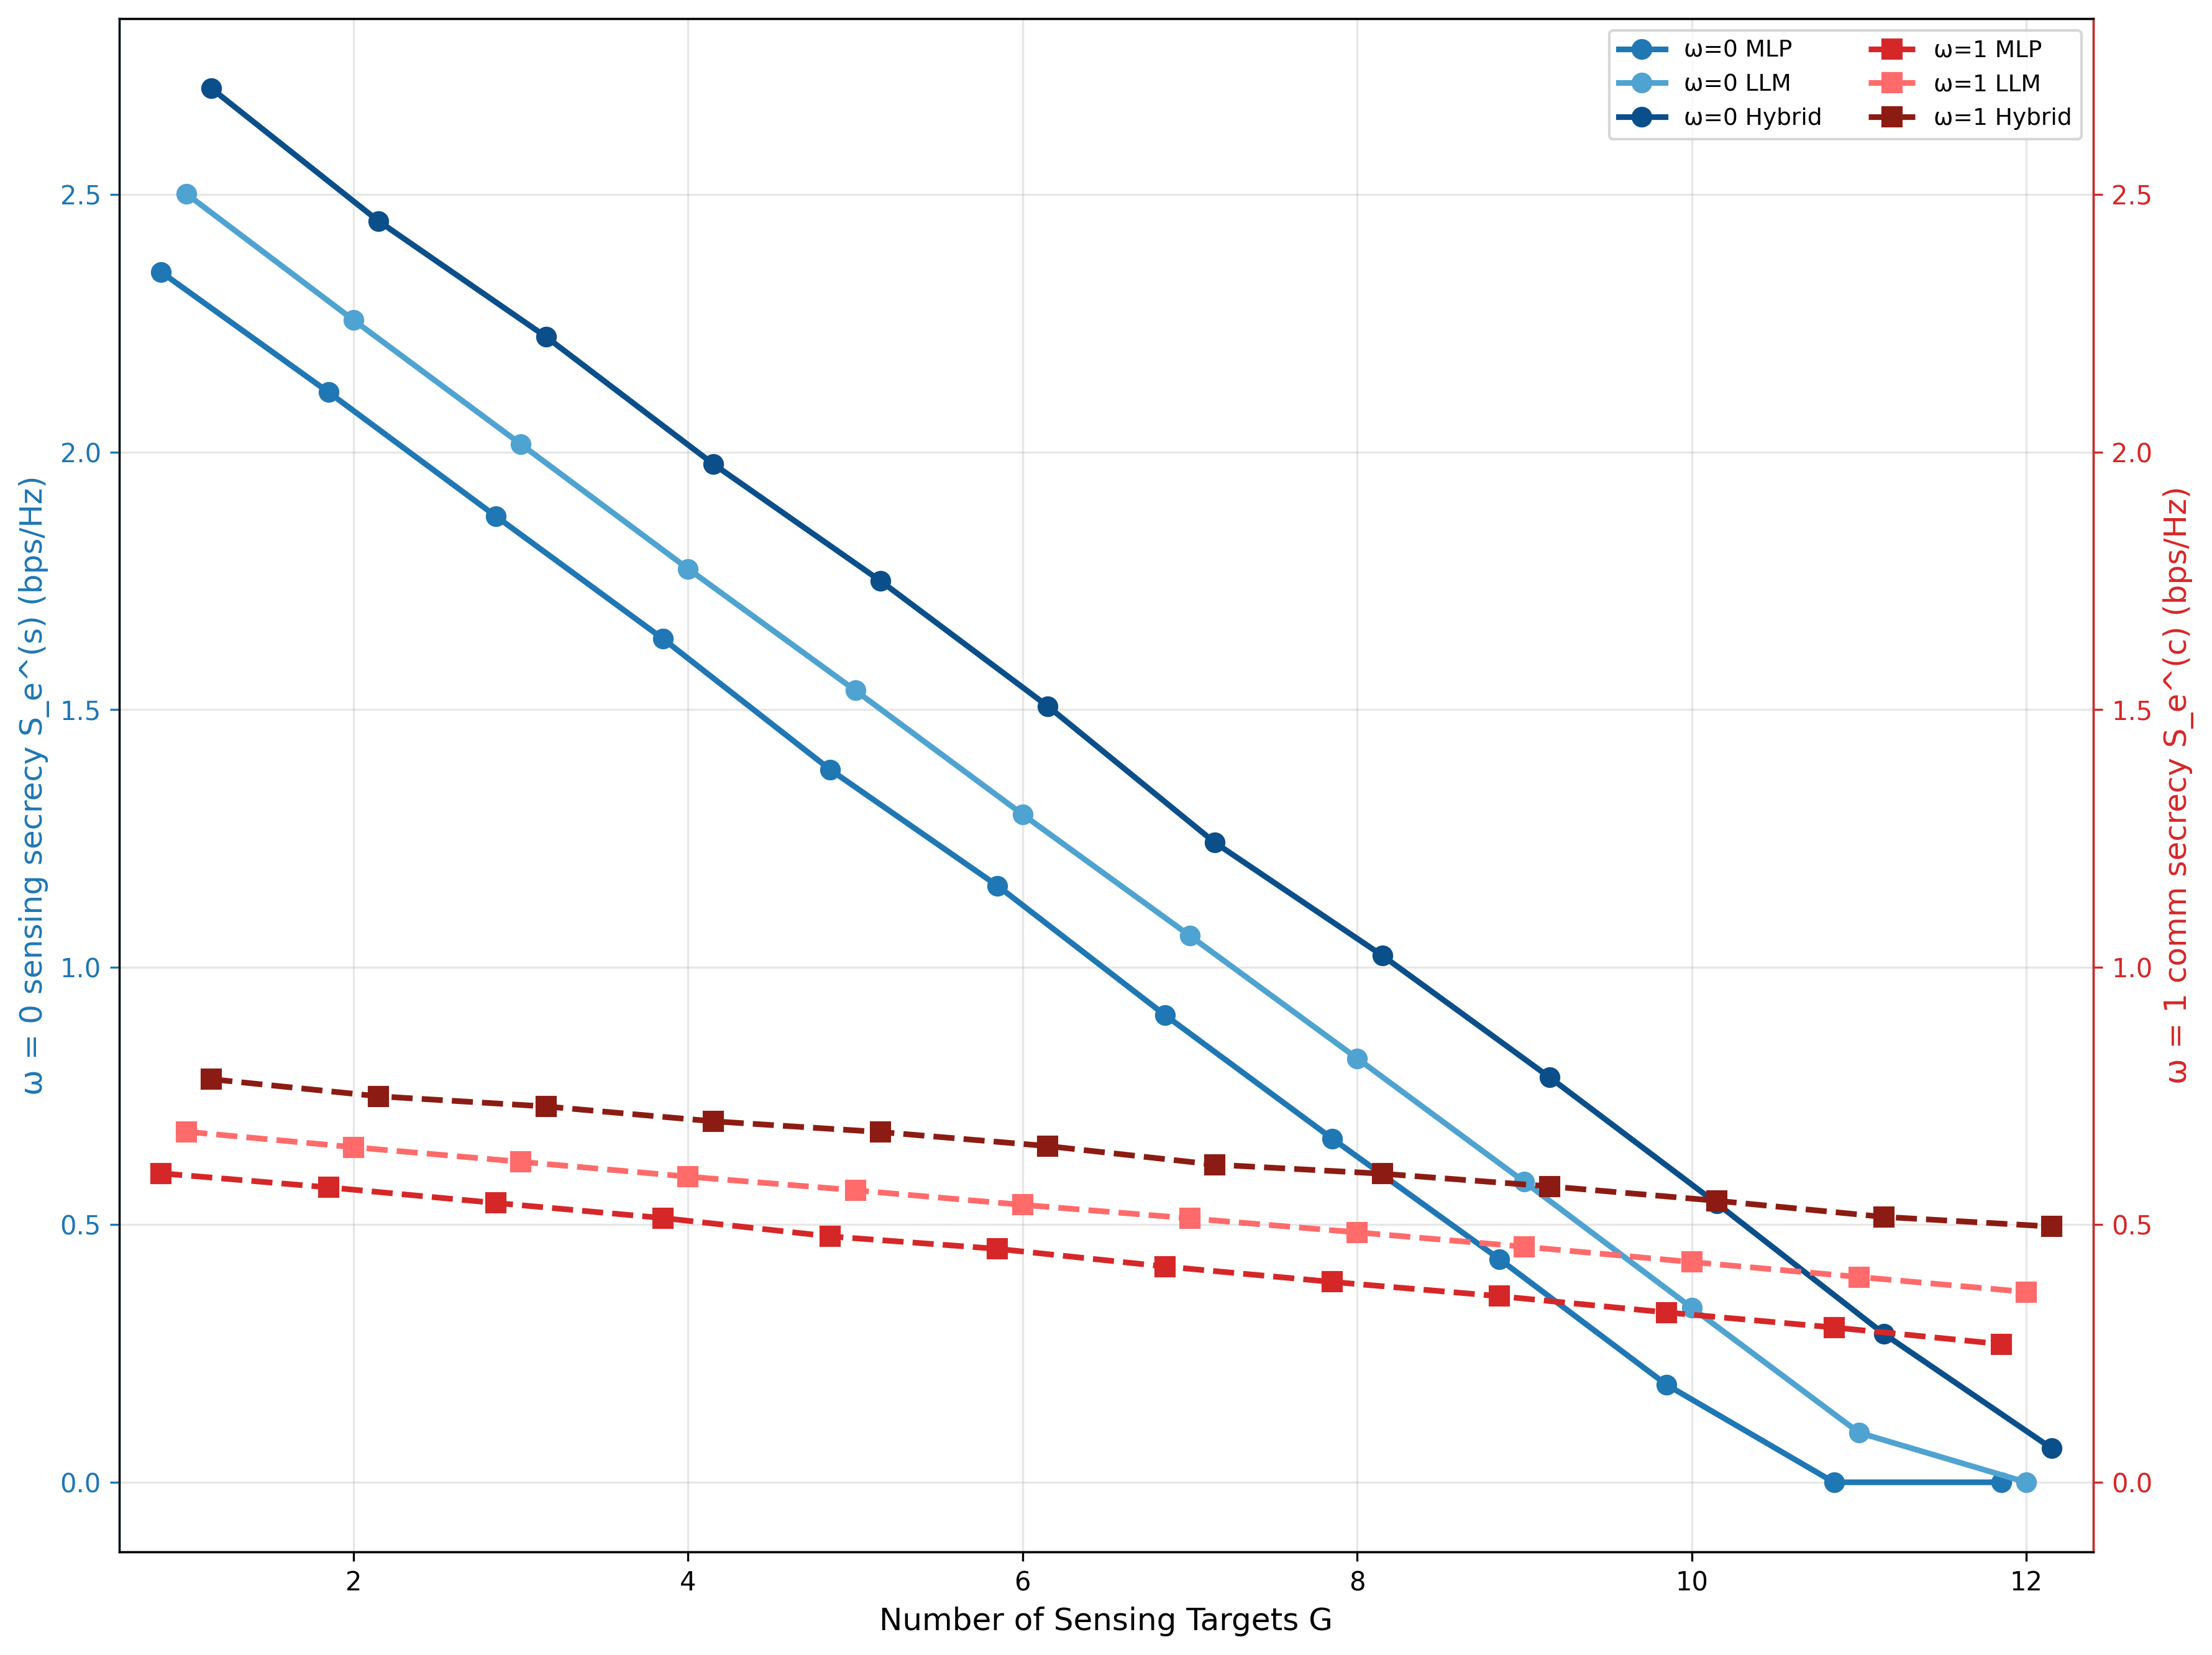 ω=0 MLP
ω=0 LLM
ω=0 Hybrid
ω=1 MLP
ω=1 LLM
ω=1 Hybrid
ω = 0 sensing secrecy S_e^(s) (bps/Hz)
2.5
2.0
1.5
1.0
0.5
0.0
2.5
2.0
1.5
1.0
0.5
0.0
ω = 1 comm secrecy S_e^(c) (bps/Hz)
2 4 6 8 10 12
Number of Sensing Targets G